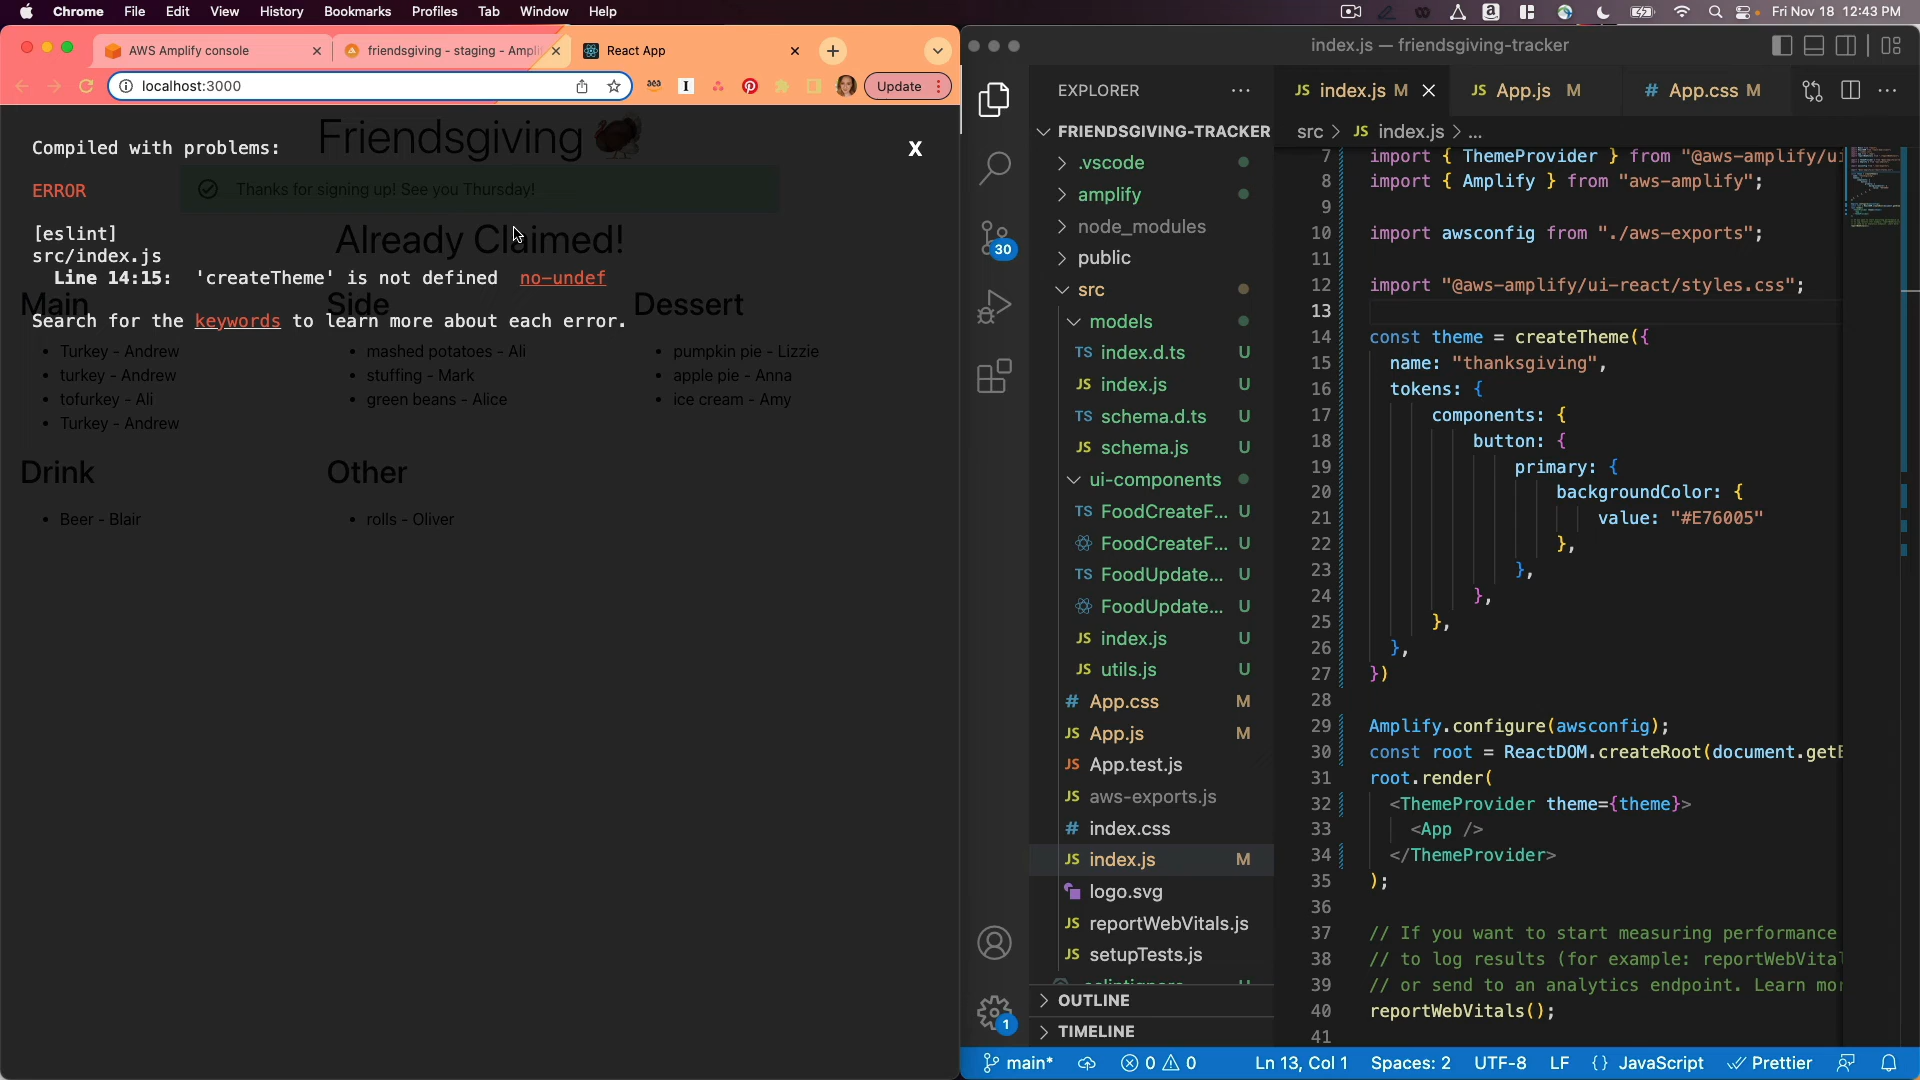 Chrome File Edit View History Bookmarks Profiles Tab Window Help
Fri Nov 18 12:43 PM
AWS Amplify console
friendsgiving - staging - Ampli
React App
localhost:3000
Update
Friendsgiving
Compiled with problems:
X
ERROR
Thanks for signing up! See you Thursday!
[eslint]
Already Claimed!
src/index.js
Line 14:15: 'createTheme' is not defined no-undef
Main
Side
Dessert
Search for the keywords to learn more about each error.
Turkey - Andrew
turkey - Andrew
tofurkey - Ali
Turkey - Andrew
mashed potatoes - Ali
stuffing - Mark
green beans - Alice
pumpkin pie - Lizzie
apple pie - Anna
ice cream - Amy
Drink
Other
Beer - Blair
rolls - Oliver
index.js — friendsgiving-tracker
EXPLORER
FRIENDSGIVING-TRACKER
.vscode
amplify
node_modules
public
src
models
TS index.d.ts U
JS index.js U
TS schema.d.ts U
JS schema.js U
ui-components
TS FoodCreateF... U
FoodCreateF... U
TS FoodUpdate... U
FoodUpdate... U
JS index.js U
JS utils.js U
# App.css M
JS App.js M
JS App.test.js
JS aws-exports.js
# index.css
JS index.js M
logo.svg
JS reportWebVitals.js
JS setupTests.js
OUTLINE
TIMELINE
30
1
JS index.js M
JS App.js M
# App.css M
src > JS index.js > ...
7 import { ThemeProvider } from "@aws-amplify/ui
8 import { Amplify } from "aws-amplify";
9
10 import awsconfig from "./aws-exports";
11
12 import "@aws-amplify/ui-react/styles.css";
13
14 const theme = createTheme({
15 name: "thanksgiving",
16 tokens: {
17 components: {
18 button: {
19 primary: {
20 backgroundColor: {
21 value: "#E76005"
22 },
23 },
24 },
25 },
26 },
27 })
28
29 Amplify.configure(awsconfig);
30 const root = ReactDOM.createRoot(document.getE
31 root.render(
32 <ThemeProvider theme={theme}>
33 <App />
34 </ThemeProvider>
35 );
36
37 // If you want to start measuring performance
38 // to log results (for example: reportWebVital
39 // or send to an analytics endpoint. Learn mor
40 reportWebVitals();
41
main* 0 0 Ln 13, Col 1 Spaces: 2 UTF-8 LF {} JavaScript Prettier